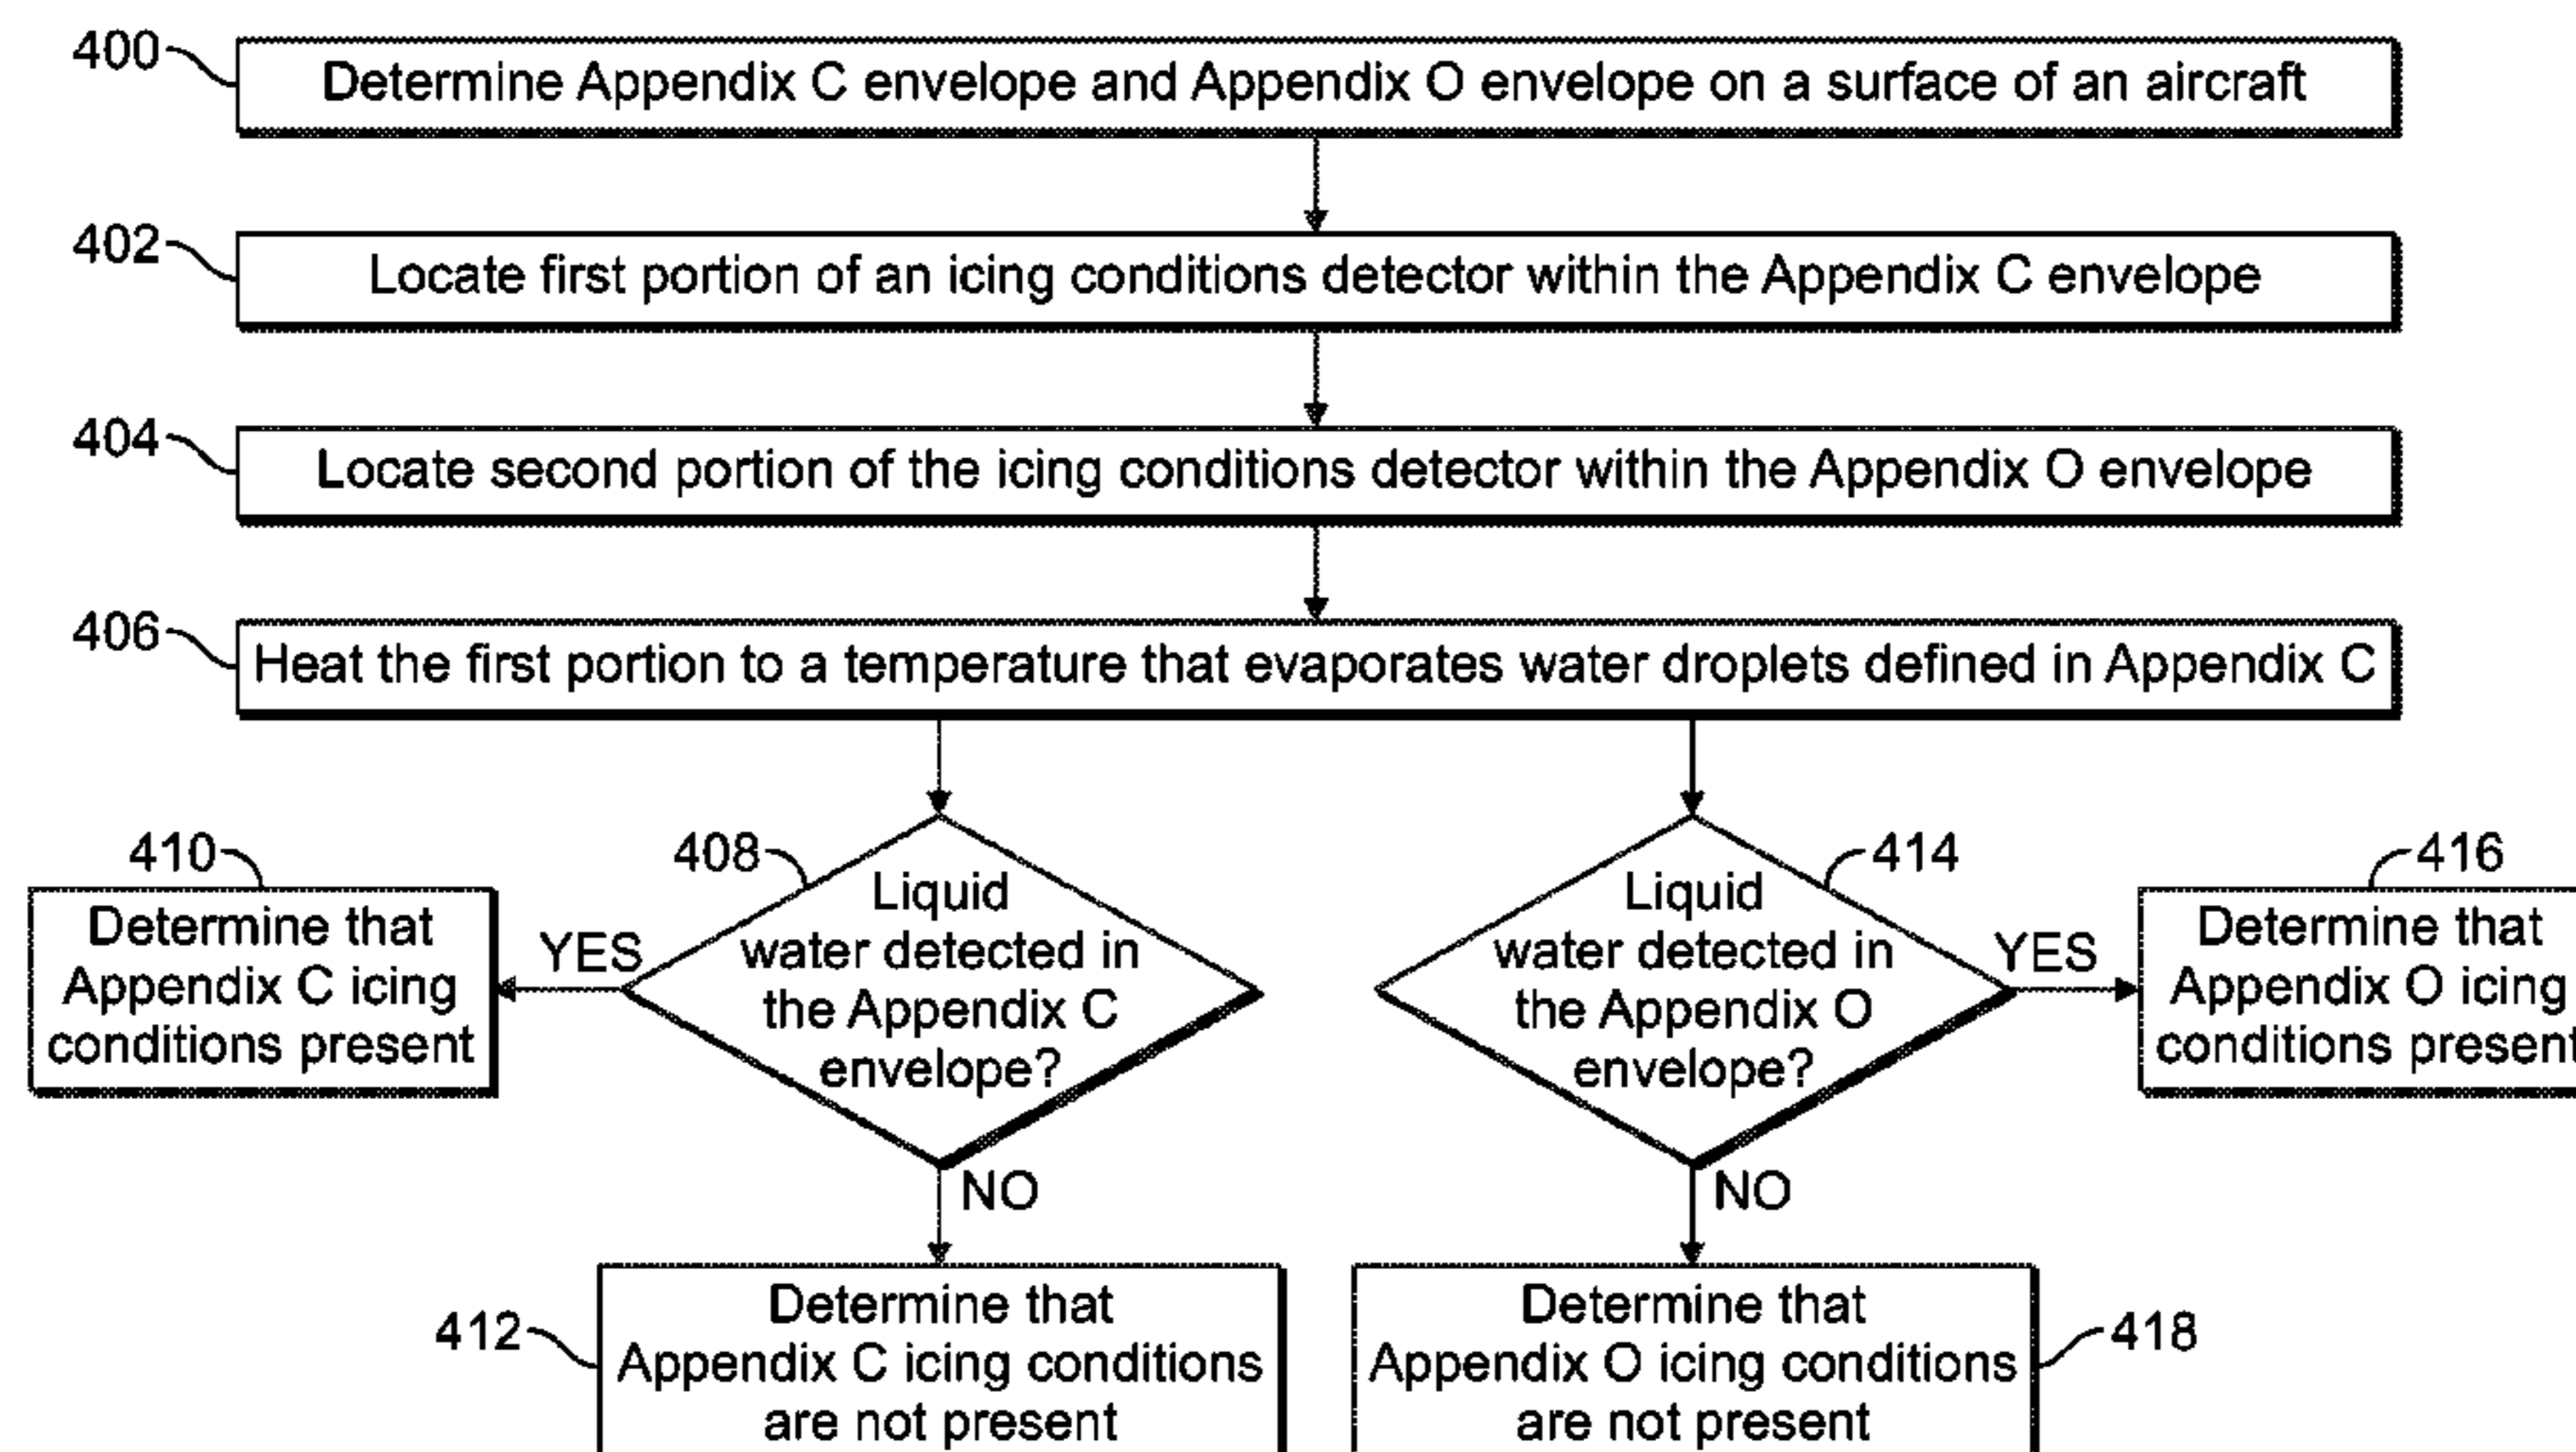 400
Determine Appendix C envelope and Appendix O envelope on a surface of an aircraft
402
Locate first portion of an icing conditions detector within the Appendix C envelope
404
Locate second portion of the icing conditions detector within the Appendix O envelope
406
Heat the first portion to a temperature that evaporates water droplets defined in Appendix C
410
Determine that
Appendix C icing
conditions present
YES
408
Liquid
water detected in
the Appendix C
envelope?
NO
412
Determine that
Appendix C icing conditions
are not present
414
Liquid
water detected in
the Appendix O
envelope?
YES
416
Determine that
Appendix O icing
conditions present
NO
Determine that
Appendix O icing conditions
are not present
418